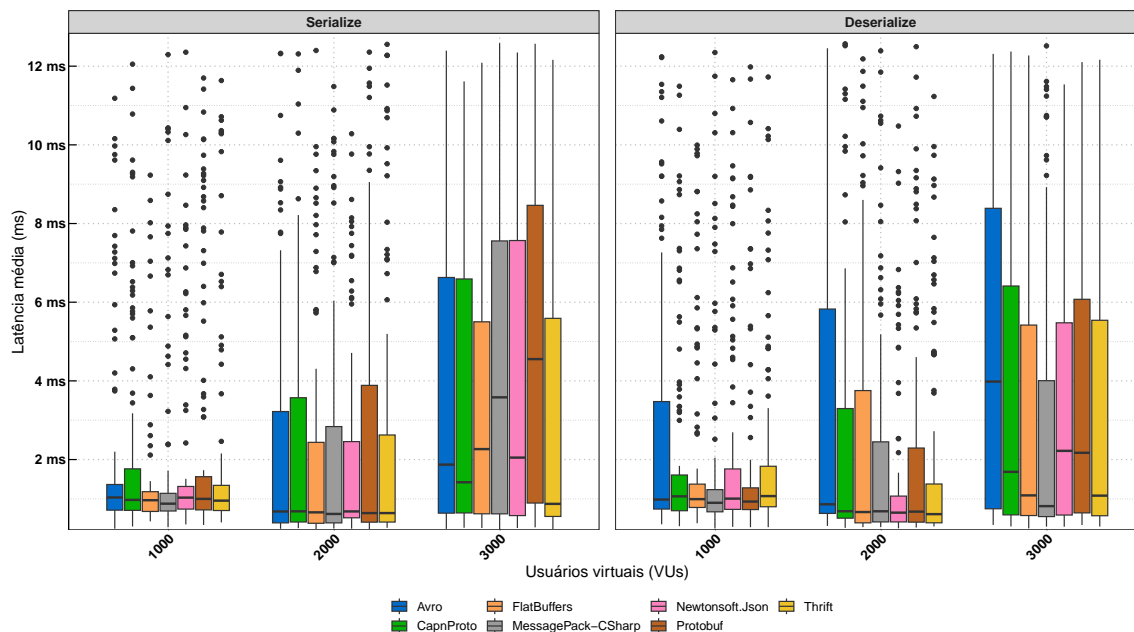 Serialize
Deserialize
Latência média (ms)
12 ms
10 ms
8 ms
6 ms
4 ms
2 ms
1000
2000
3000
1000
2000
3000
Usuários virtuais (VUs)
Avro
FlatBuffers
Newtonsoft.Json
Thrift
CapnProto
MessagePack−CSharp
Protobuf